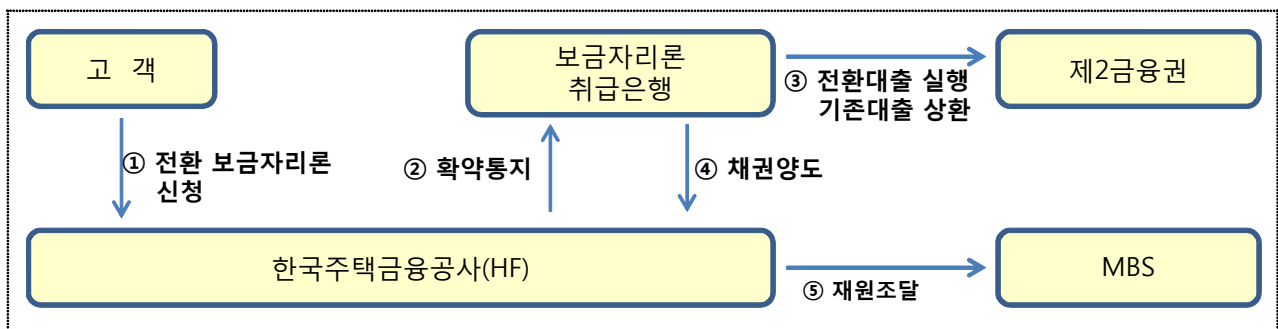 고 객
보금자리론
취급은행
제2금융권
③ 전환대출 실행
기존대출 상환
① 전환 보금자리론
신청
② 확약통지
④ 채권양도
한국주택금융공사(HF)
MBS
⑤ 재원조달